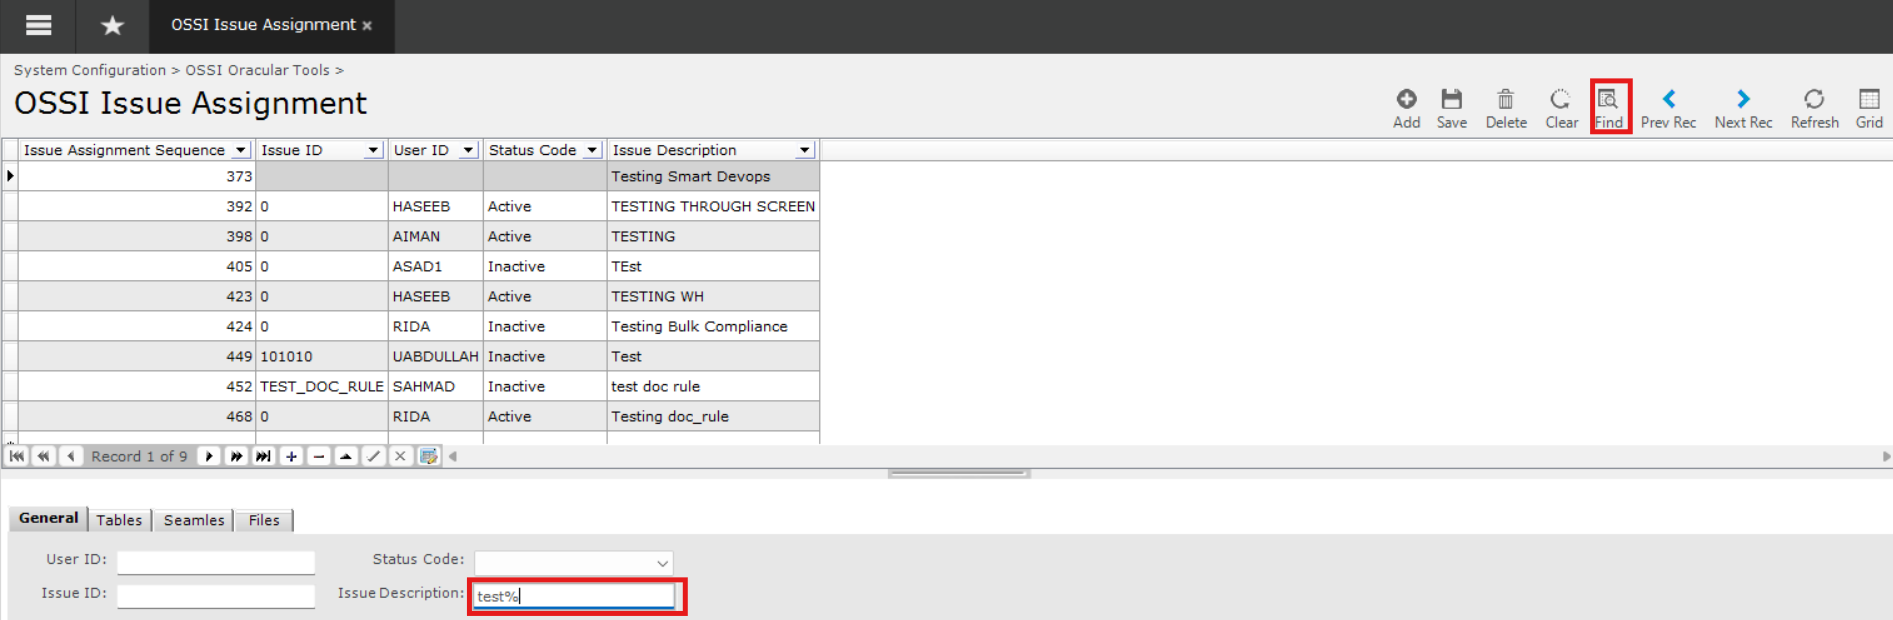 OSSI Issue Assignment ×
System Configuration > OSSI Oracular Tools >
OSSI Issue Assignment
Add Save Delete Clear Find Prev Rec Next Rec Refresh Grid
Issue Assignment Sequence Issue ID User ID Status Code Issue Description
373 Testing Smart Devops
392 0 HASEEB Active TESTING THROUGH SCREEN
398 0 AIMAN Active TESTING
405 0 ASAD1 Inactive TEst
423 0 HASEEB Active TESTING WH
424 0 RIDA Inactive Testing Bulk Compliance
449 101010 UABDULLAH Inactive Test
452 TEST_DOC_RULE SAHMAD Inactive test doc rule
468 0 RIDA Active Testing doc_rule
Record 1 of 9
General Tables Seamles Files
User ID: Status Code:
Issue ID: Issue Description: test%